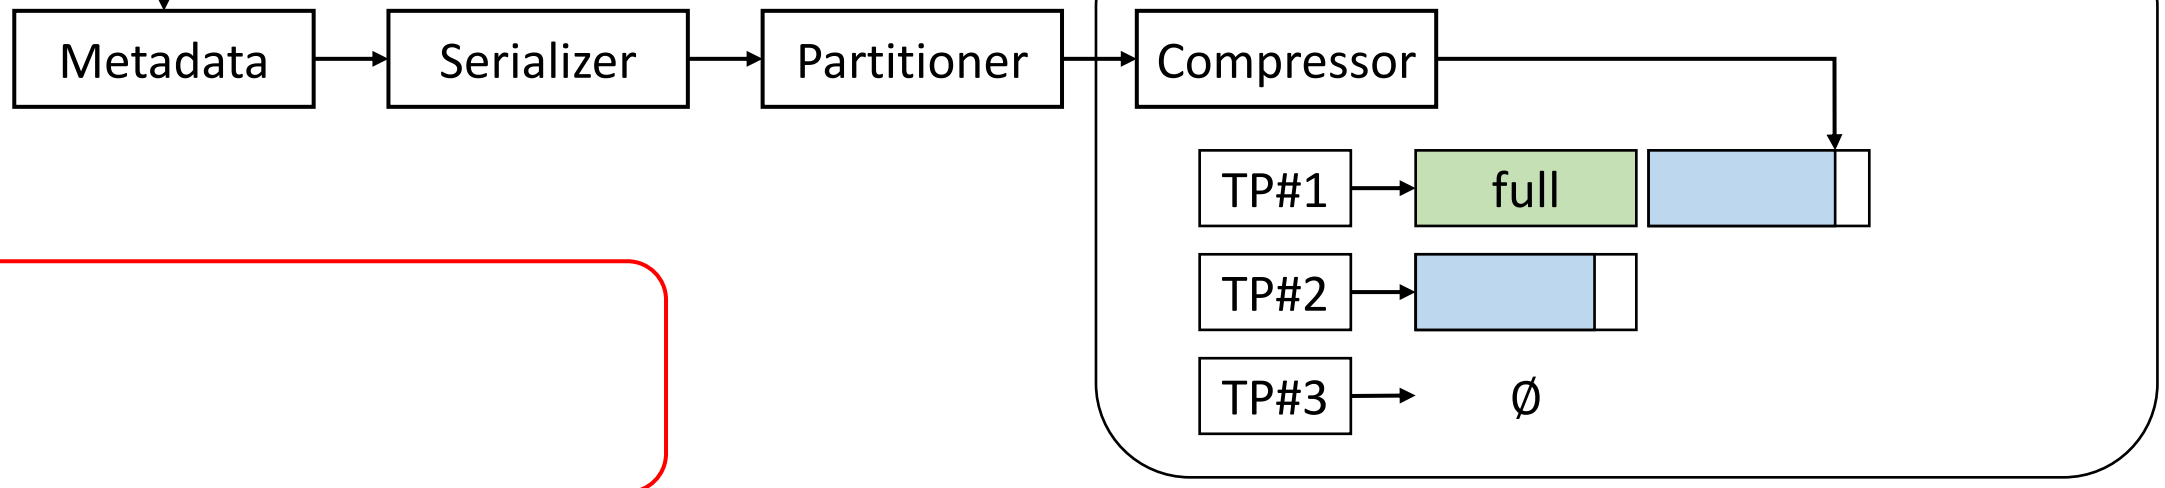 Metadata
Serializer
Partitioner
Compressor
TP#1
full
TP#2
TP#3
Ø